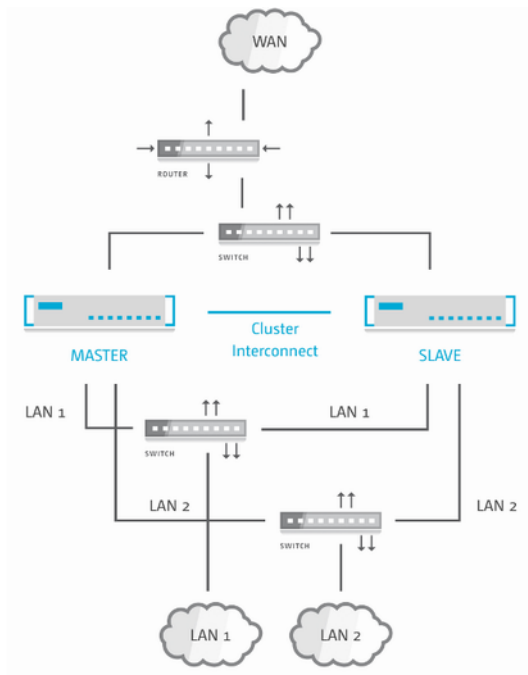 WAN
ROUTER
SWITCH
Cluster
Interconnect
MASTER
SLAVE
LAN 1
LAN 1
SWITCH
LAN 2
LAN 2
SWITCH
LAN 1
LAN 2